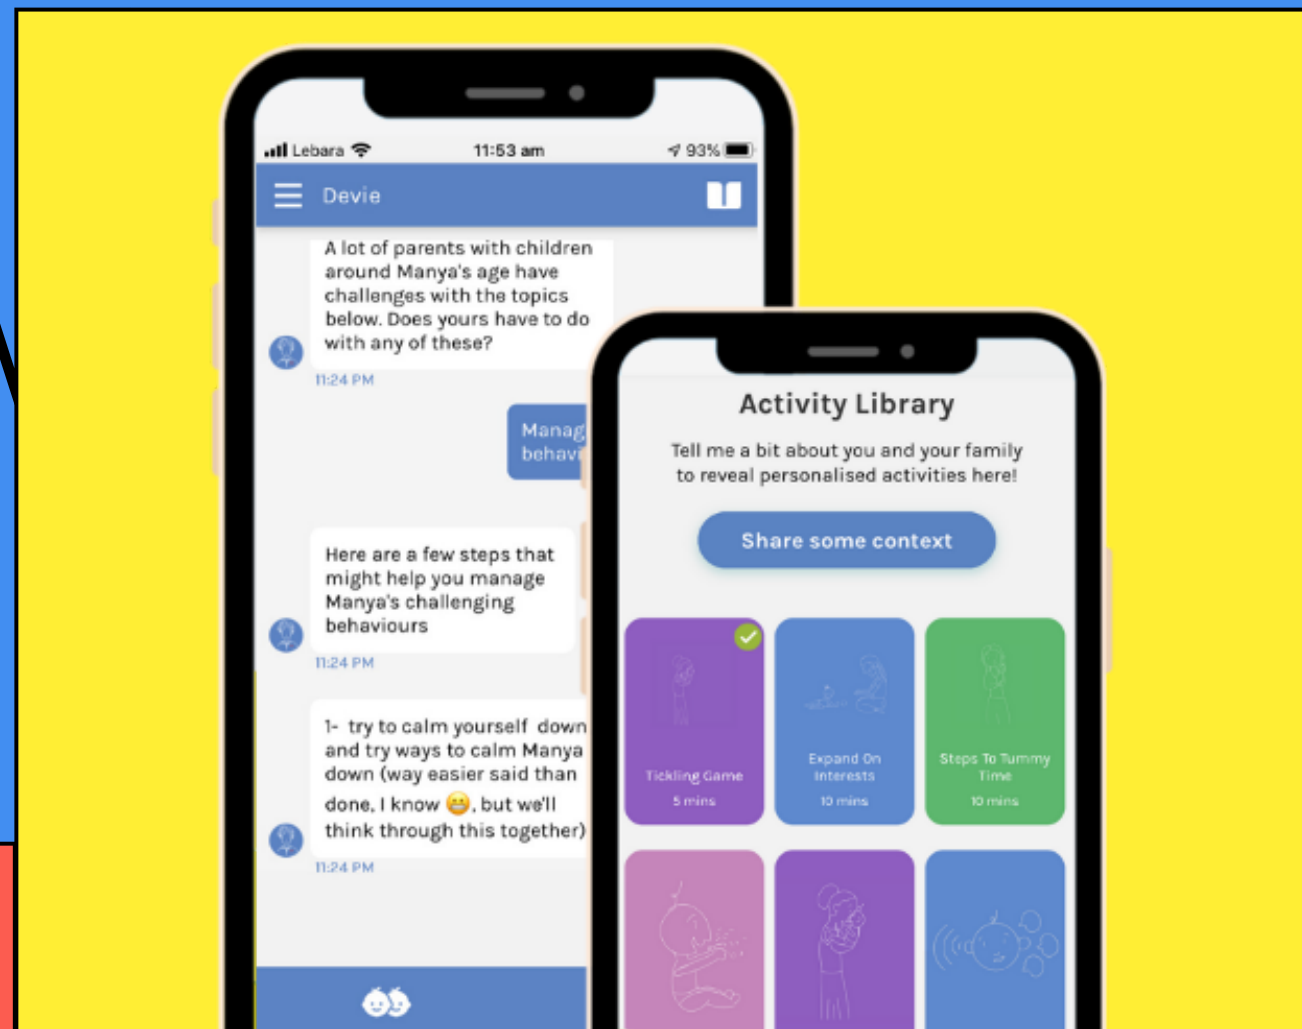 Lebara
11:53 am
93%
Devie
A lot of parents with children
around Manya's age have
challenges with the topics
below. Does yours have to do
with any of these?
11:24 PM
Manag
behavi
Here are a few steps that
might help you manage
Manya's challenging
behaviours
11:24 PM
1- try to calm yourself down
and try ways to calm Manya
down (way easier said than
done, I know 😬, but we'll
think through this together)
11:24 PM
Activity Library
Tell me a bit about you and your family
to reveal personalised activities here!
Share some context
Tickling Game
5 mins
Expand On
Interests
10 mins
Steps To Tummy
Time
10 mins